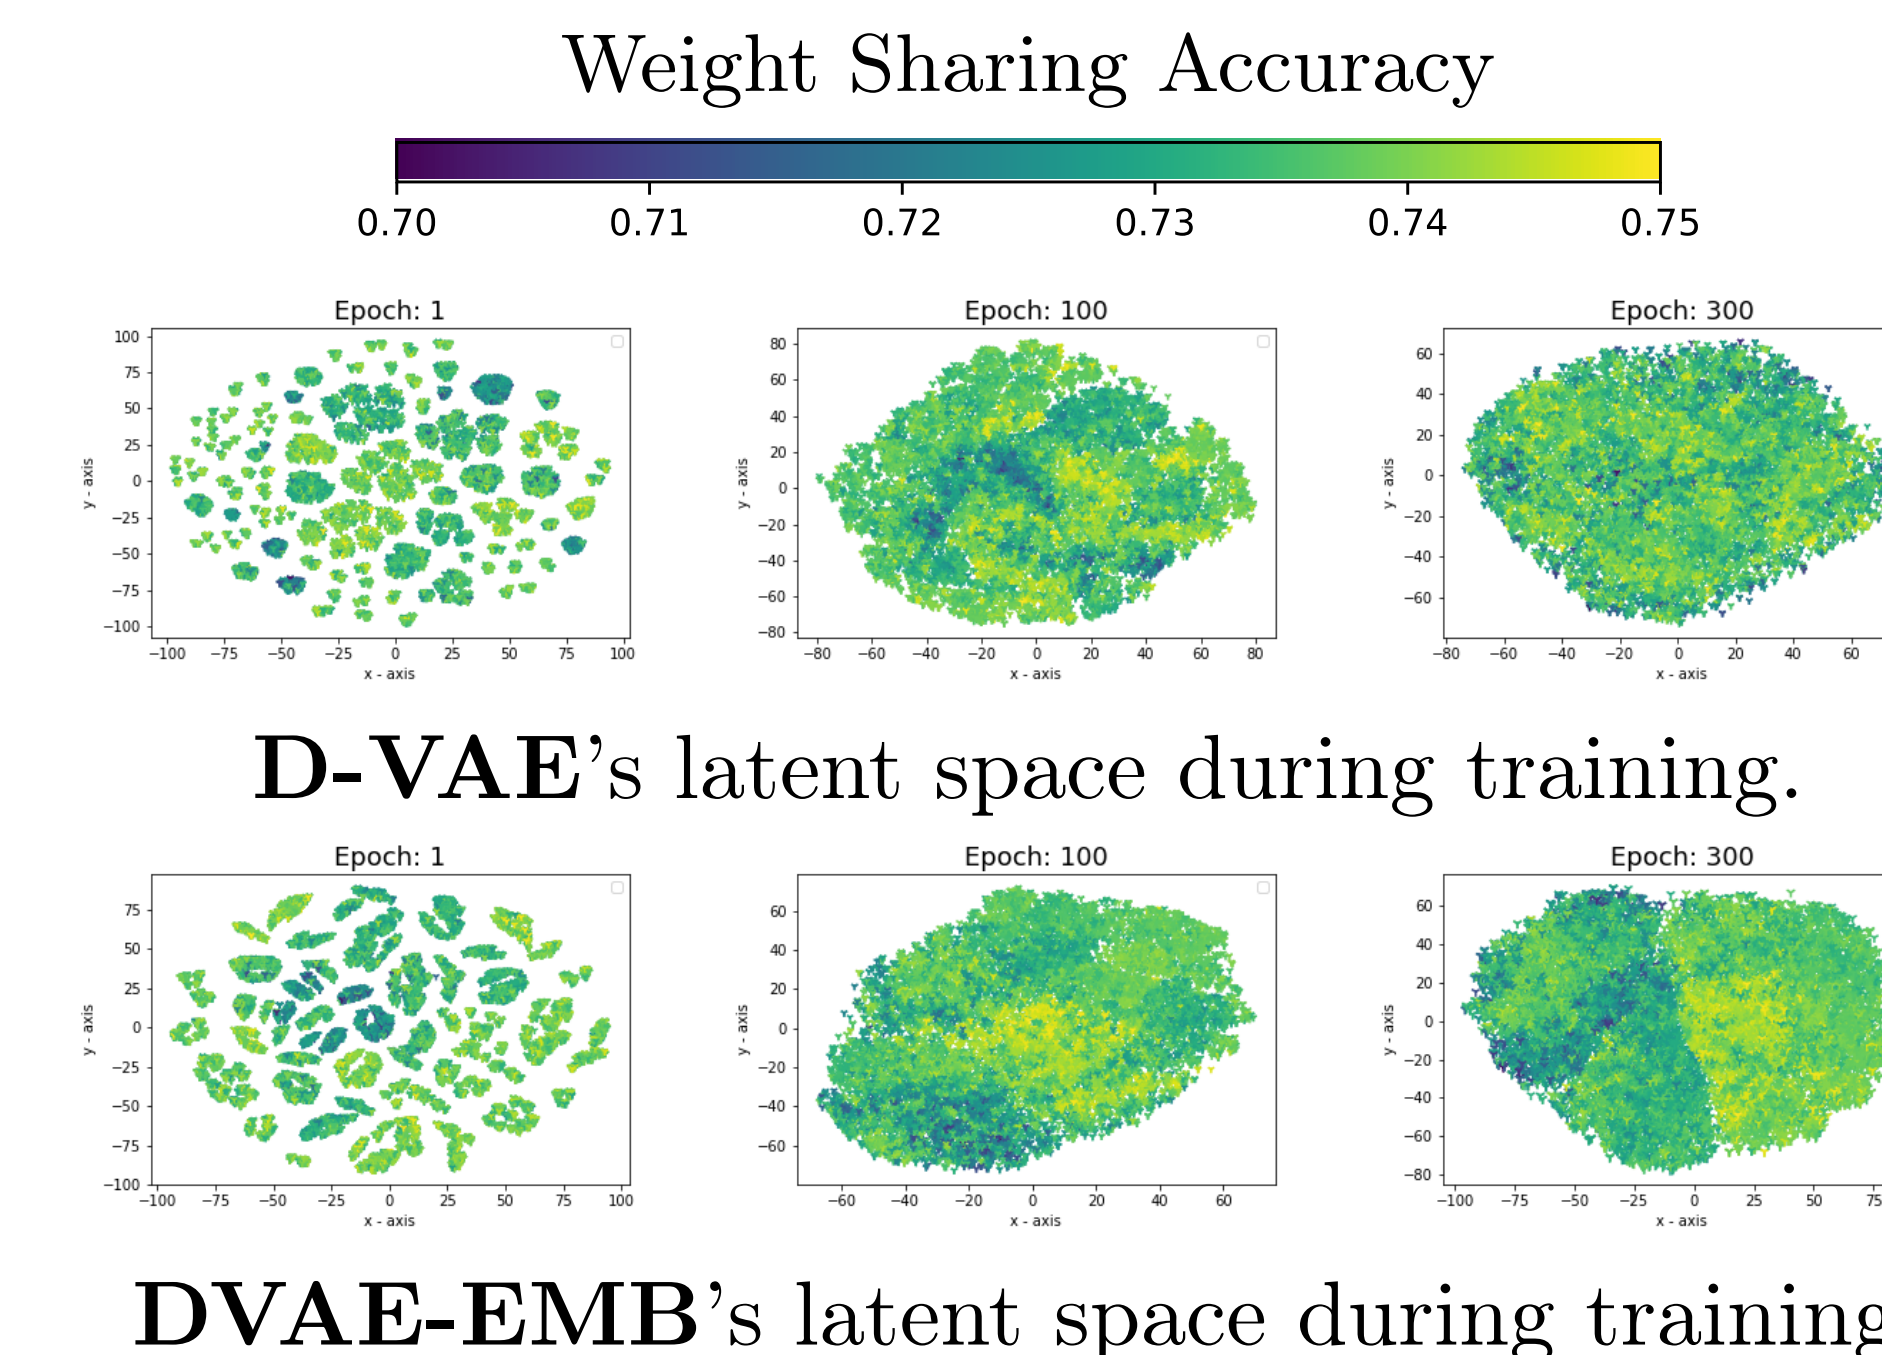 Weight Sharing Accuracy
0.70 0.71 0.72 0.73 0.74 0.75
Epoch: 1 Epoch: 100 Epoch: 300
y - axis
100
75
50
25
0
−25
−50
−75
−100
−100 −75 −50 −25 0 25 50 75 100
x - axis
y - axis
80
60
40
20
0
−20
−40
−60
−80
−80 −60 −40 −20 0 20 40 60 80
x - axis
y - axis
60
40
20
0
−20
−40
−60
−80 −60 −40 −20 0 20 40 60
x - axis
D-VAE’s latent space during training.
Epoch: 1 Epoch: 100 Epoch: 300
y - axis
75
50
25
0
−25
−50
−75
−100
−100 −75 −50 −25 0 25 50 75 100
x - axis
y - axis
60
40
20
0
−20
−40
−60
−60 −40 −20 0 20 40 60
x - axis
y - axis
60
40
20
0
−20
−40
−60
−80
−100 −75 −50 −25 0 25 50 75
x - axis
DVAE-EMB’s latent space during training